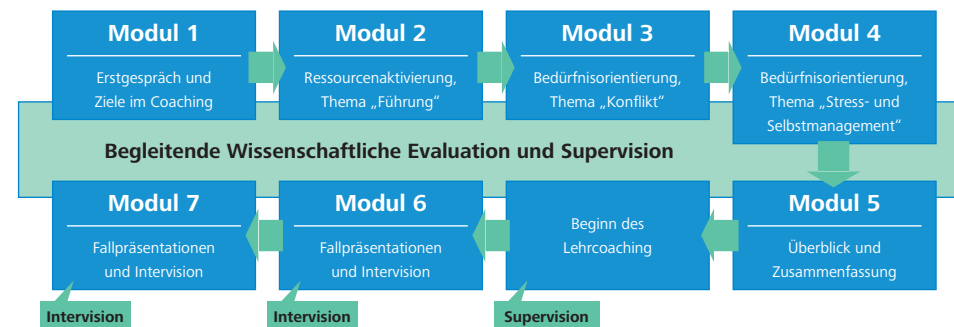 Modul 1
Erstgespräch und
Ziele im Coaching
Modul 2
Ressourcenaktivierung,
Thema „Führung“
Modul 3
Bedürfnisorientierung,
Thema „Konflikt“
Modul 4
Bedürfnisorientierung,
Thema „Stress- und
Selbstmanagement“
Begleitende Wissenschaftliche Evaluation und Supervision
Modul 7
Fallpräsentationen
und Intervision
Modul 6
Fallpräsentationen
und Intervision
Beginn des
Lehrcoaching
Modul 5
Überblick und
Zusammenfassung
Intervision
Intervision
Supervision